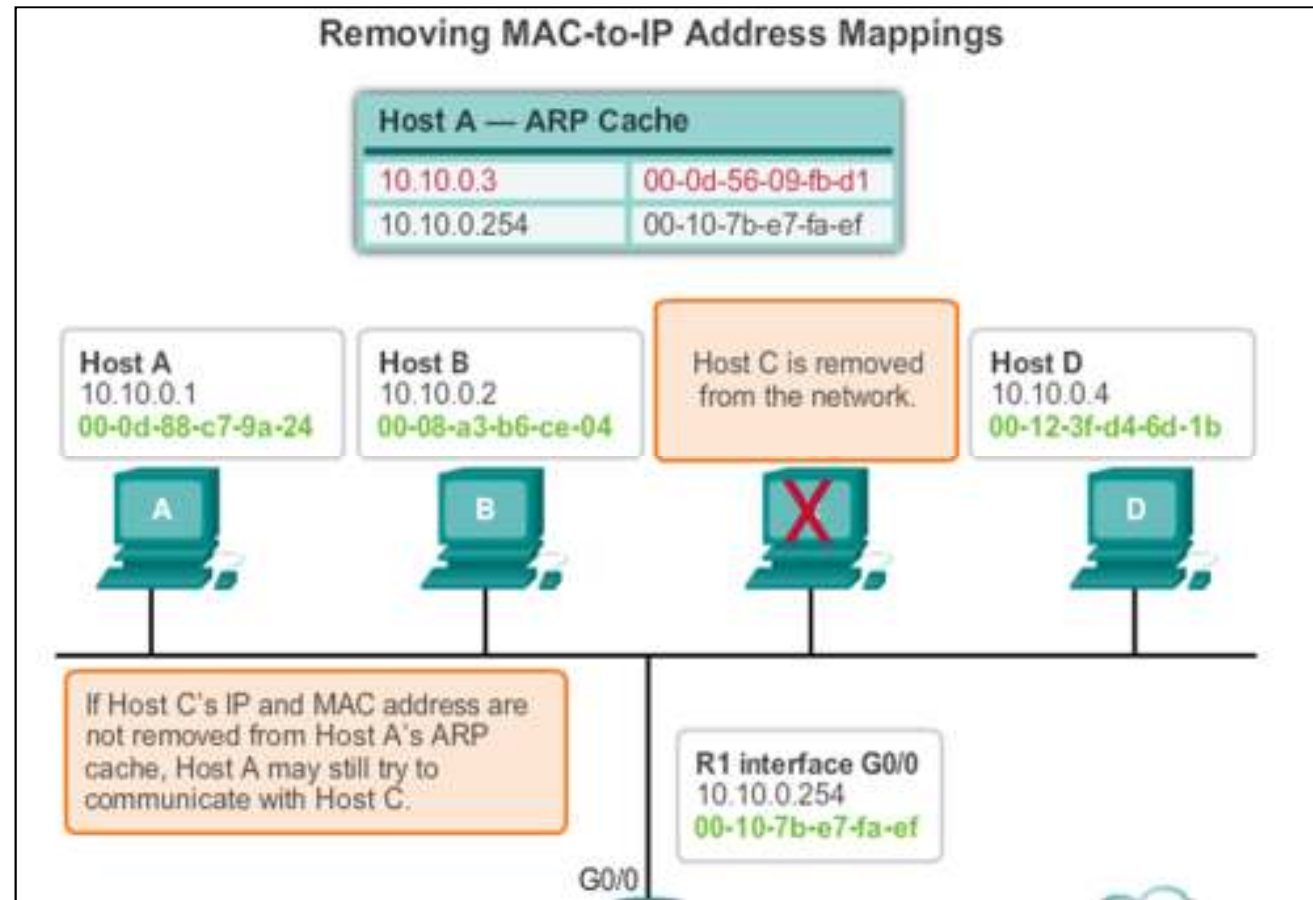 Removing MAC-to-IP Address Mappings
Host A — ARP Cache
10.10.0.3 00-0d-56-09-fb-d1
10.10.0.254 00-10-7b-e7-fa-ef
Host A
10.10.0.1
00-0d-88-c7-9a-24
Host B
10.10.0.2
00-08-a3-b6-ce-04
Host C is removed
from the network.
Host D
10.10.0.4
00-12-3f-d4-6d-1b
A
B
X
D
If Host C's IP and MAC address are
not removed from Host A's ARP
cache, Host A may still try to
communicate with Host C.
R1 interface G0/0
10.10.0.254
00-10-7b-e7-fa-ef
G0/0